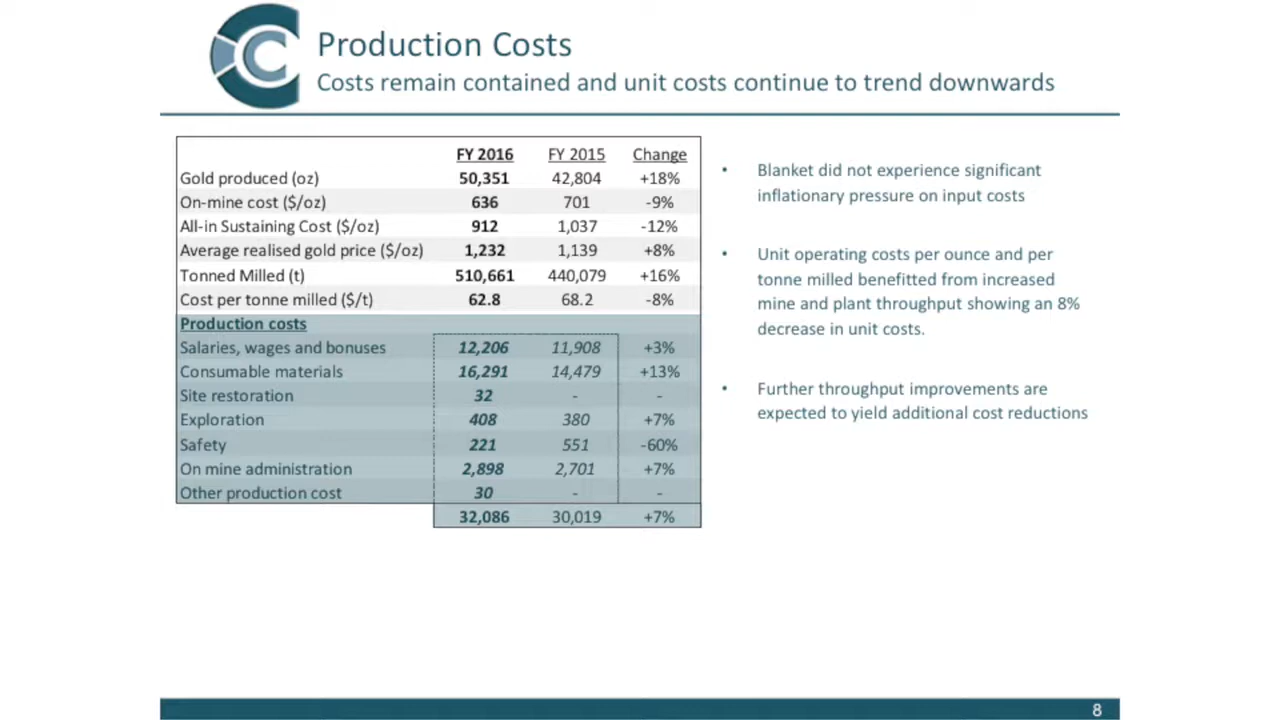 Production Costs
Costs remain contained and unit costs continue to trend downwards
FY 2016 FY 2015 Change
Gold produced (oz) 50,351 42,804 +18%
On-mine cost ($/oz) 636 701 -9%
All-in Sustaining Cost ($/oz) 912 1,037 -12%
Average realised gold price ($/oz) 1,232 1,139 +8%
Tonned Milled (t) 510,661 440,079 +16%
Cost per tonne milled ($/t) 62.8 68.2 -8%
Production costs
Salaries, wages and bonuses 12,206 11,908 +3%
Consumable materials 16,291 14,479 +13%
Site restoration 32 - -
Exploration 408 380 +7%
Safety 221 551 -60%
On mine administration 2,898 2,701 +7%
Other production cost 30 - -
32,086 30,019 +7%
• Blanket did not experience significant
inflationary pressure on input costs
• Unit operating costs per ounce and per
tonne milled benefitted from increased
mine and plant throughput showing an 8%
decrease in unit costs.
• Further throughput improvements are
expected to yield additional cost reductions
8